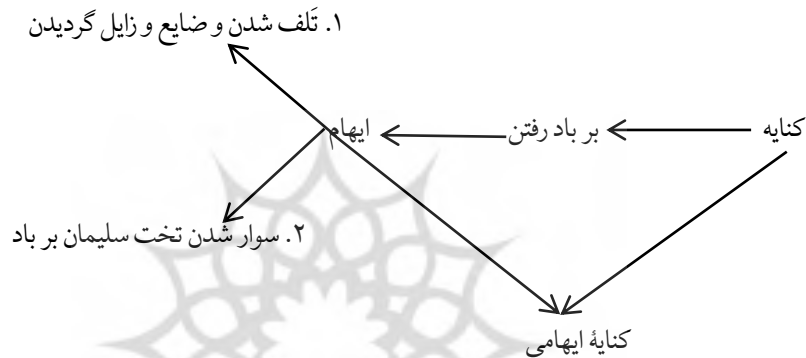 ۱. تَلف شدن و ضایع و زایل گردیدن
کنایه
بر باد رفتن
ایهام
۲. سوار شدن تخت سلیمان بر باد
کنایهٔ ایهامی